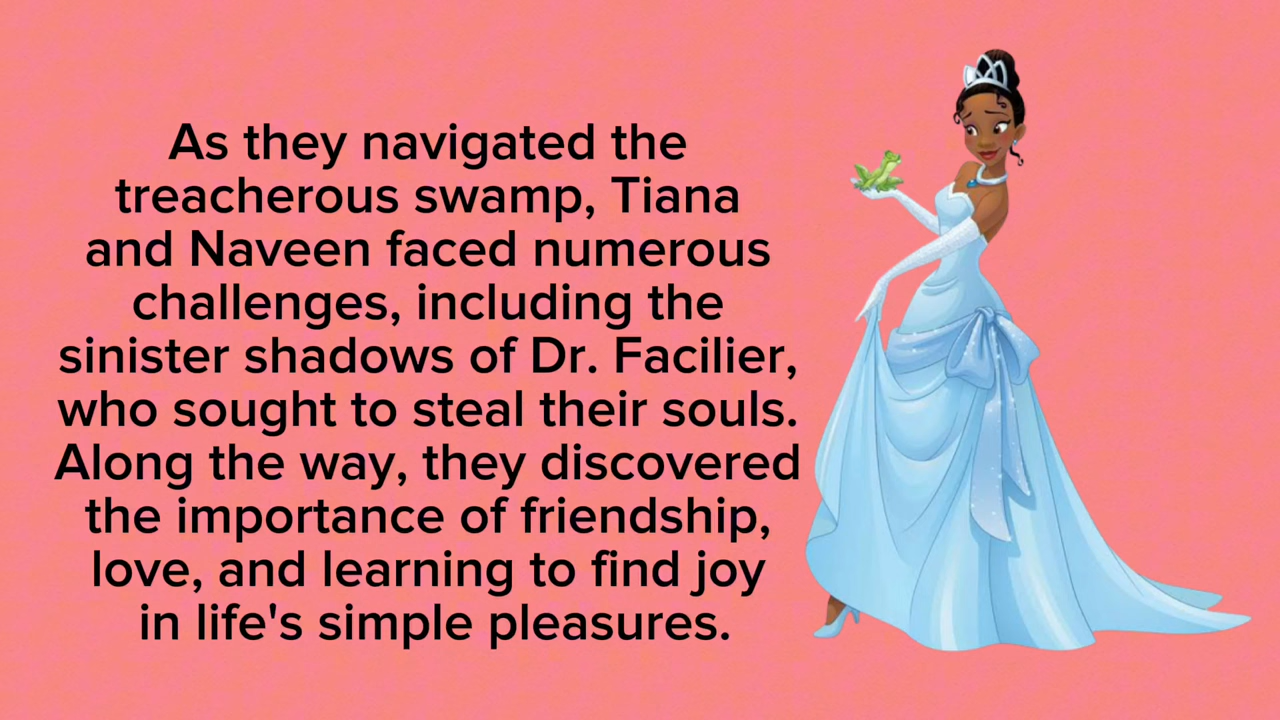 As they navigated the
treacherous swamp, Tiana
and Naveen faced numerous
challenges, including the
sinister shadows of Dr. Facilier,
who sought to steal their souls.
Along the way, they discovered
the importance of friendship,
love, and learning to find joy
in life's simple pleasures.